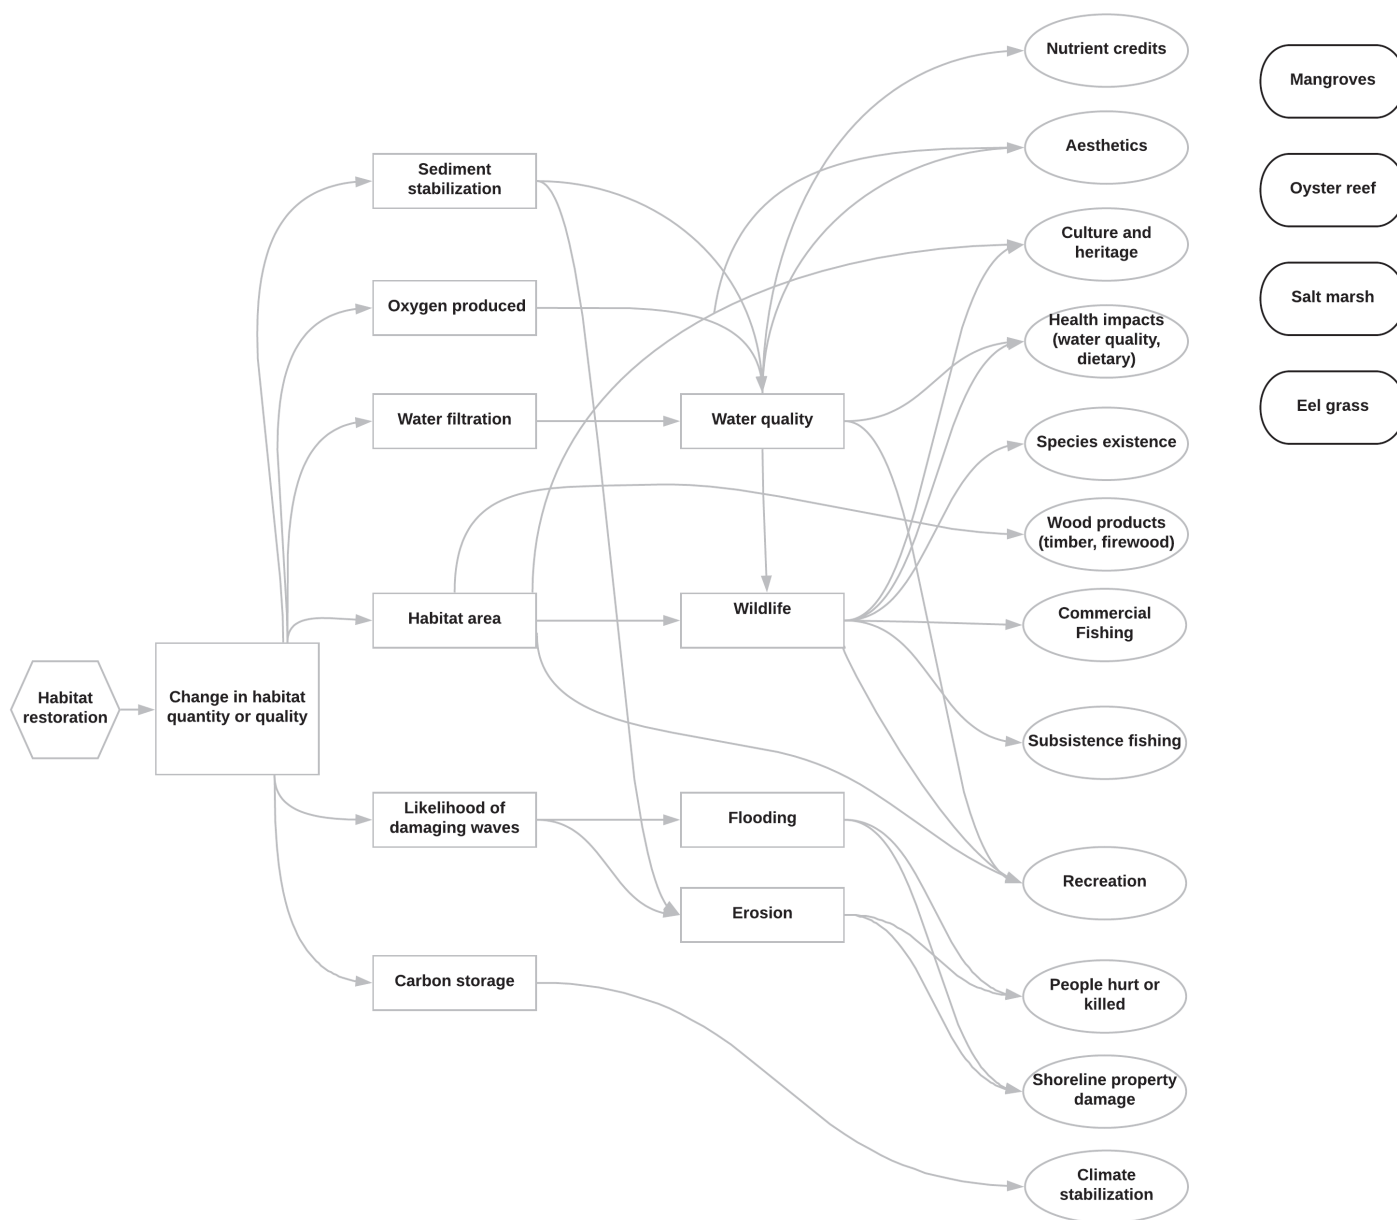 Habitat
restoration
Change in habitat
quantity or quality
Sediment
stabilization
Oxygen produced
Water filtration
Habitat area
Likelihood of
damaging waves
Carbon storage
Water quality
Wildlife
Flooding
Erosion
Nutrient credits
Aesthetics
Culture and
heritage
Health impacts
(water quality,
dietary)
Species existence
Wood products
(timber, firewood)
Commercial
Fishing
Subsistence fishing
Recreation
People hurt or
killed
Shoreline property
damage
Climate
stabilization
Mangroves
Oyster reef
Salt marsh
Eel grass